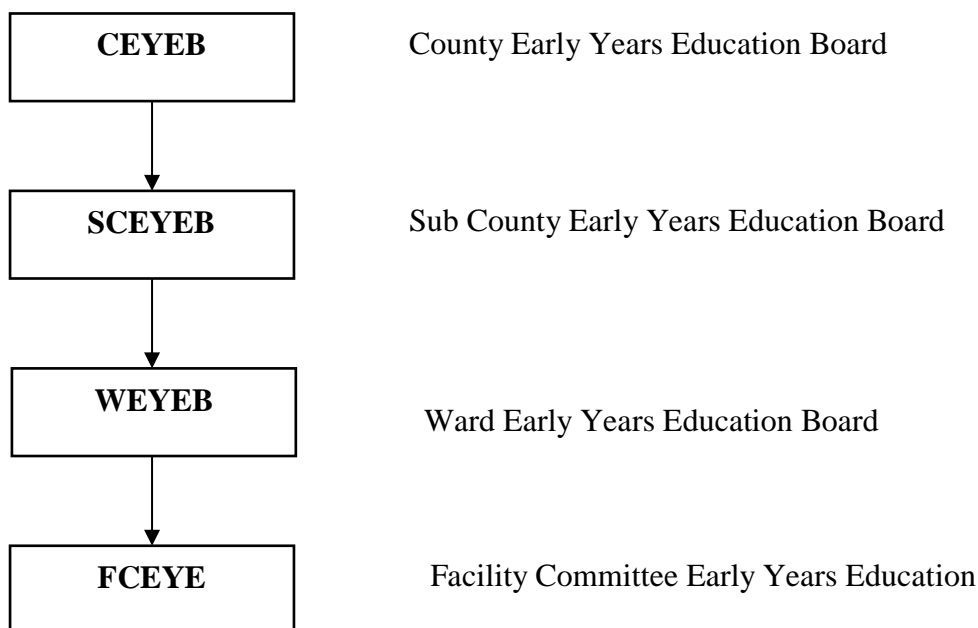 CEYEB County Early Years Education Board
SCEYEB Sub County Early Years Education Board
WEYEB Ward Early Years Education Board
FCEYE Facility Committee Early Years Education